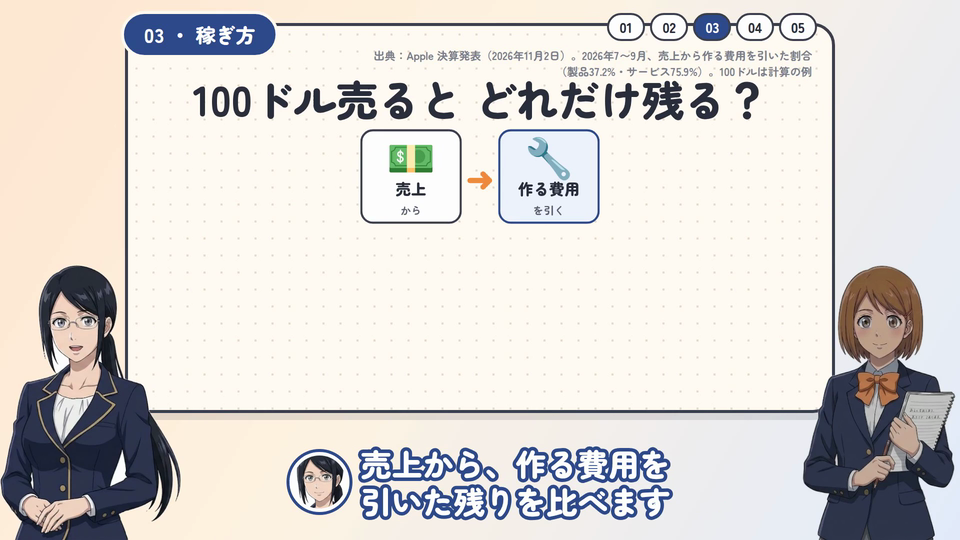 03 ・ 稼ぎ方
01 02 03 04 05
出典：Apple 決算発表（2026年11月2日）。2026年7〜9月、売上から作る費用を引いた割合
（製品37.2%・サービス75.9%）。100ドルは計算の例
100ドル売ると どれだけ残る？
売上
から
作る費用
を引く
売上から、作る費用を
引いた残りを比べます